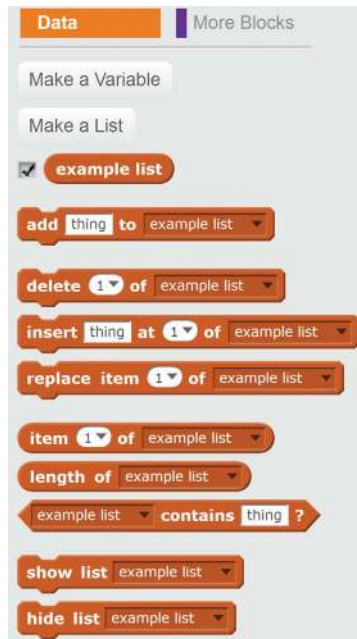 Data More Blocks
Make a Variable
Make a List
example list
add thing to example list
delete 1 of example list
insert thing at 1 of example list
replace item 1 of example list
item 1 of example list
length of example list
example list contains thing ?
show list example list
hide list example list